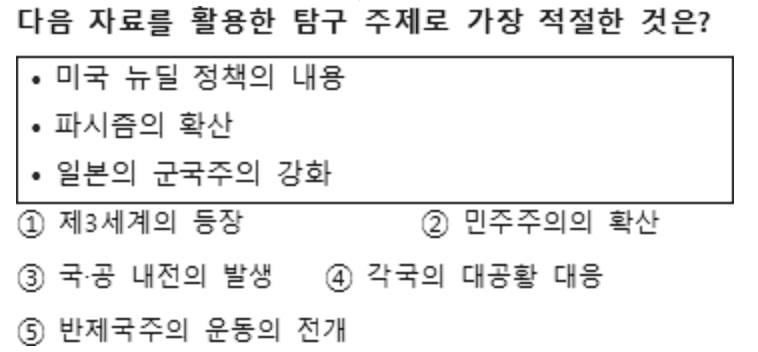 다음 자료를 활용한 탐구 주제로 가장 적절한 것은?
• 미국 뉴딜 정책의 내용
• 파시즘의 확산
• 일본의 군국주의 강화
① 제3세계의 등장 ② 민주주의의 확산
③ 국·공 내전의 발생 ④ 각국의 대공황 대응
⑤ 반제국주의 운동의 전개